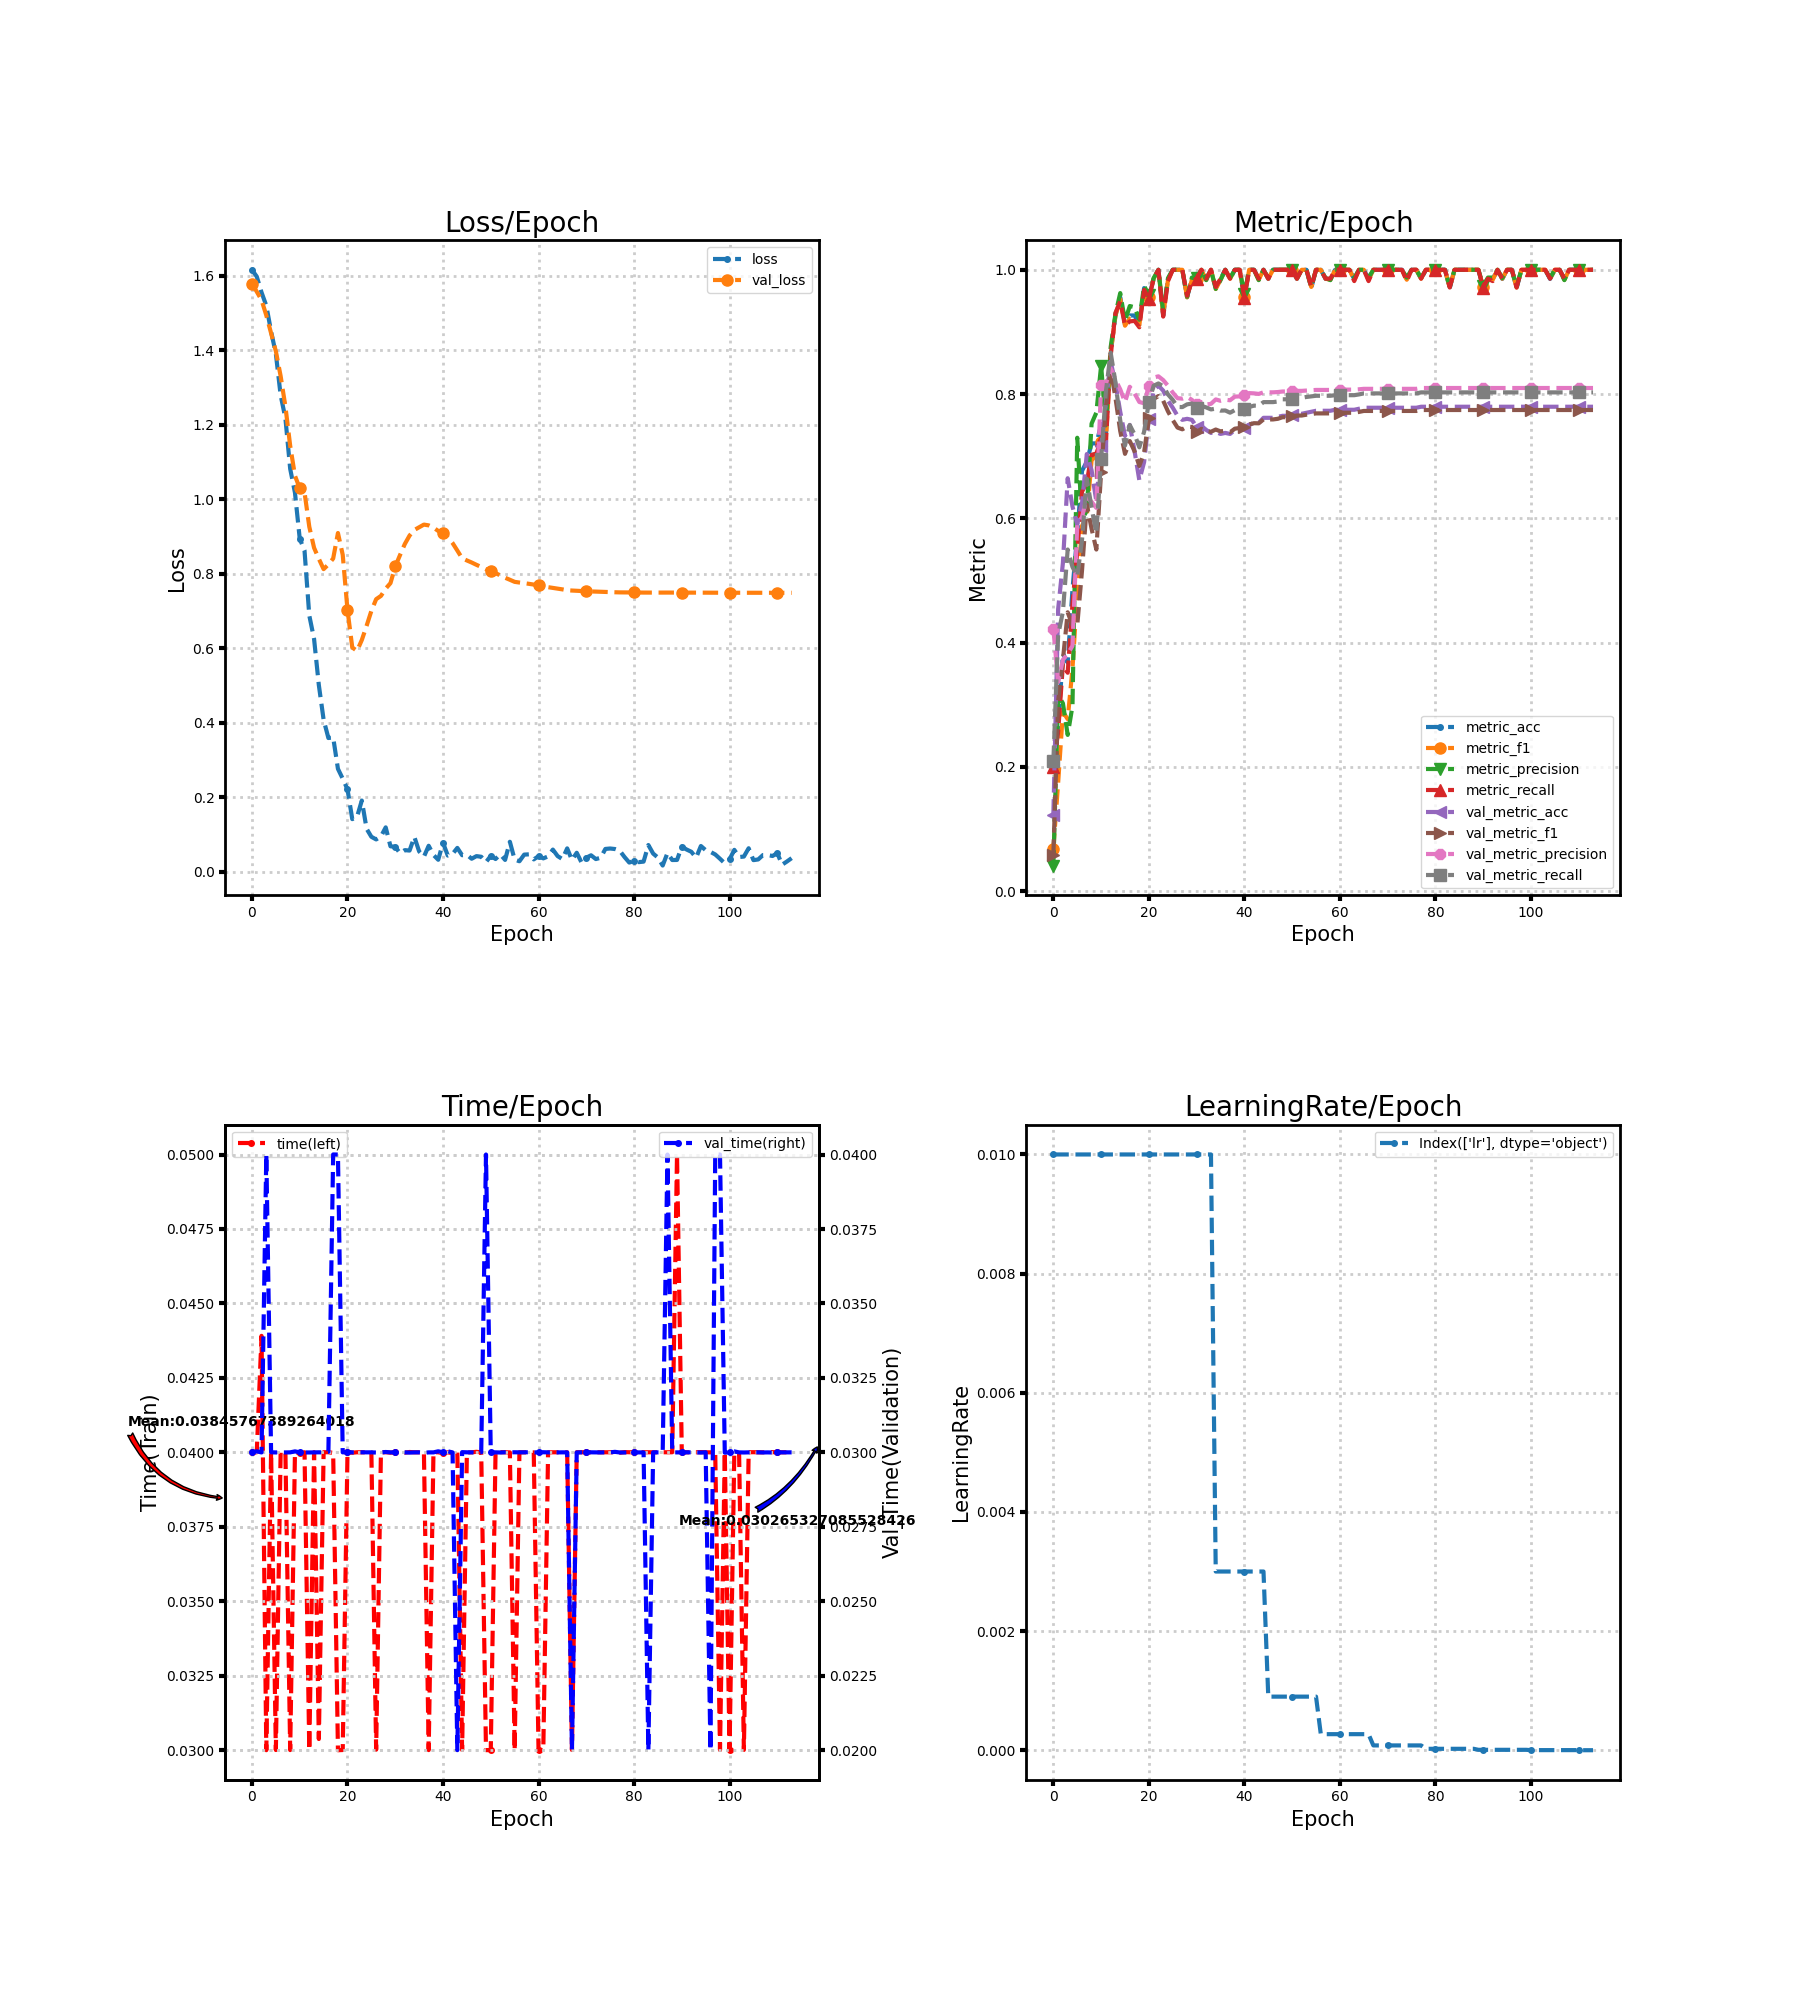 Loss/Epoch
loss
val_loss
1.6
1.4
1.2
1.0
0.8
0.6
0.4
0.2
0.0
Loss
0 20 40 60 80 100
Epoch
Metric/Epoch
1.0
0.8
0.6
0.4
0.2
0.0
Metric
metric_acc
metric_f1
metric_precision
metric_recall
val_metric_acc
val_metric_f1
val_metric_precision
val_metric_recall
0 20 40 60 80 100
Epoch
Time/Epoch
time(left)
val_time(right)
0.0500
0.0475
0.0450
0.0425
0.0400
0.0375
0.0350
0.0325
0.0300
Time(Train)
Mean:0.03845767389264018
0.0400
0.0375
0.0350
0.0325
0.0300
0.0275
0.0250
0.0225
0.0200
Val_Time(Validation)
Mean:0.030265327085528426
0 20 40 60 80 100
Epoch
LearningRate/Epoch
Index(['lr'], dtype='object')
0.010
0.008
0.006
0.004
0.002
0.000
LearningRate
0 20 40 60 80 100
Epoch